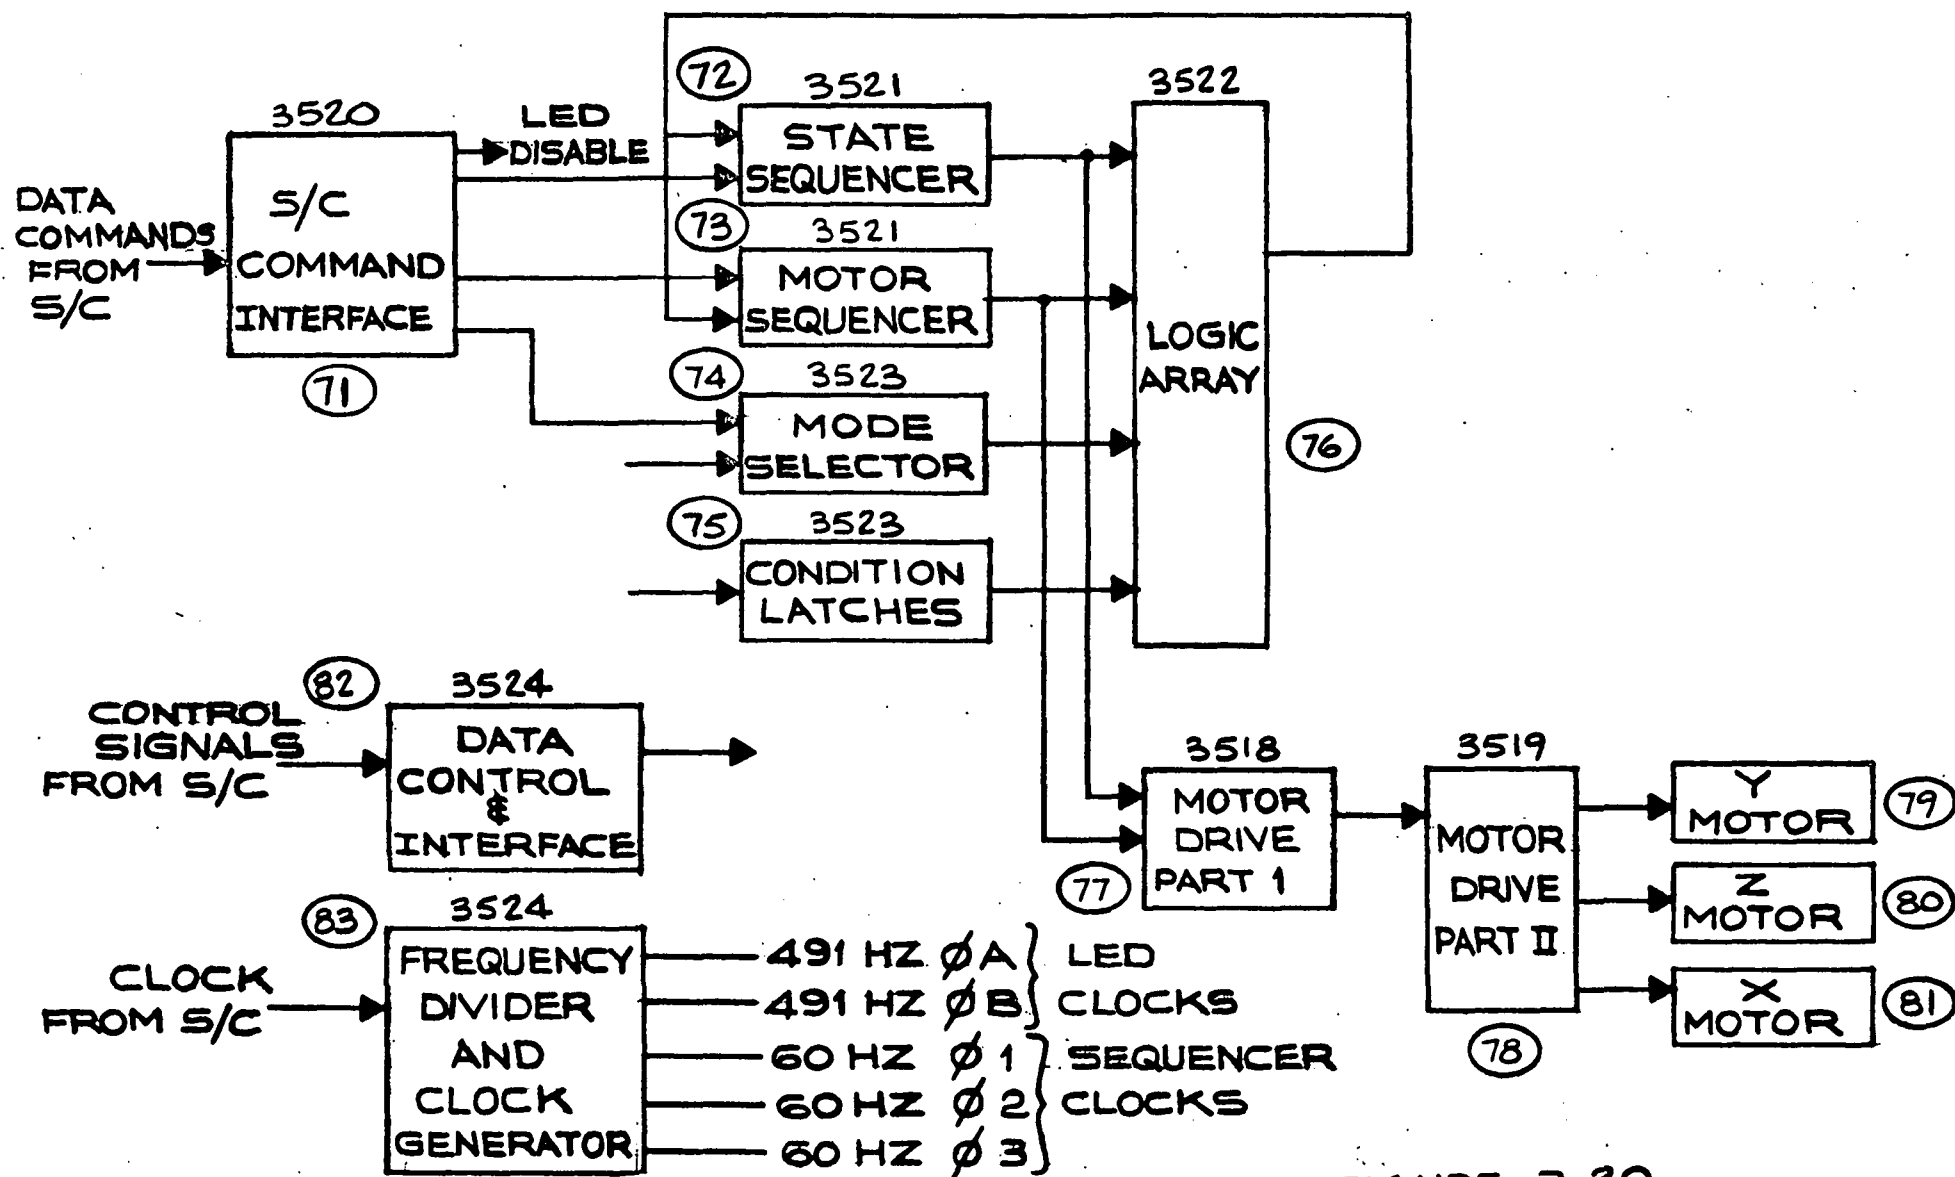 72
3521
3522
3520
LED
DISABLE
STATE
SEQUENCER
S/C
COMMAND
INTERFACE
DATA
COMMANDS
FROM
S/C
73
3521
MOTOR
SEQUENCER
LOGIC
ARRAY
71
74
3523
MODE
SELECTOR
76
75
3523
CONDITION
LATCHES
82
3524
CONTROL
SIGNALS
FROM S/C
DATA
CONTROL
&
INTERFACE
3518
MOTOR
DRIVE
PART 1
77
3519
MOTOR
DRIVE
PART II
78
Y
MOTOR
79
Z
MOTOR
80
X
MOTOR
81
83
3524
CLOCK
FROM S/C
FREQUENCY
DIVIDER
AND
CLOCK
GENERATOR
491 HZ ØA
491 HZ ØB
LED
CLOCKS
60 HZ Ø 1
60 HZ Ø 2
60 HZ Ø 3
SEQUENCER
CLOCKS